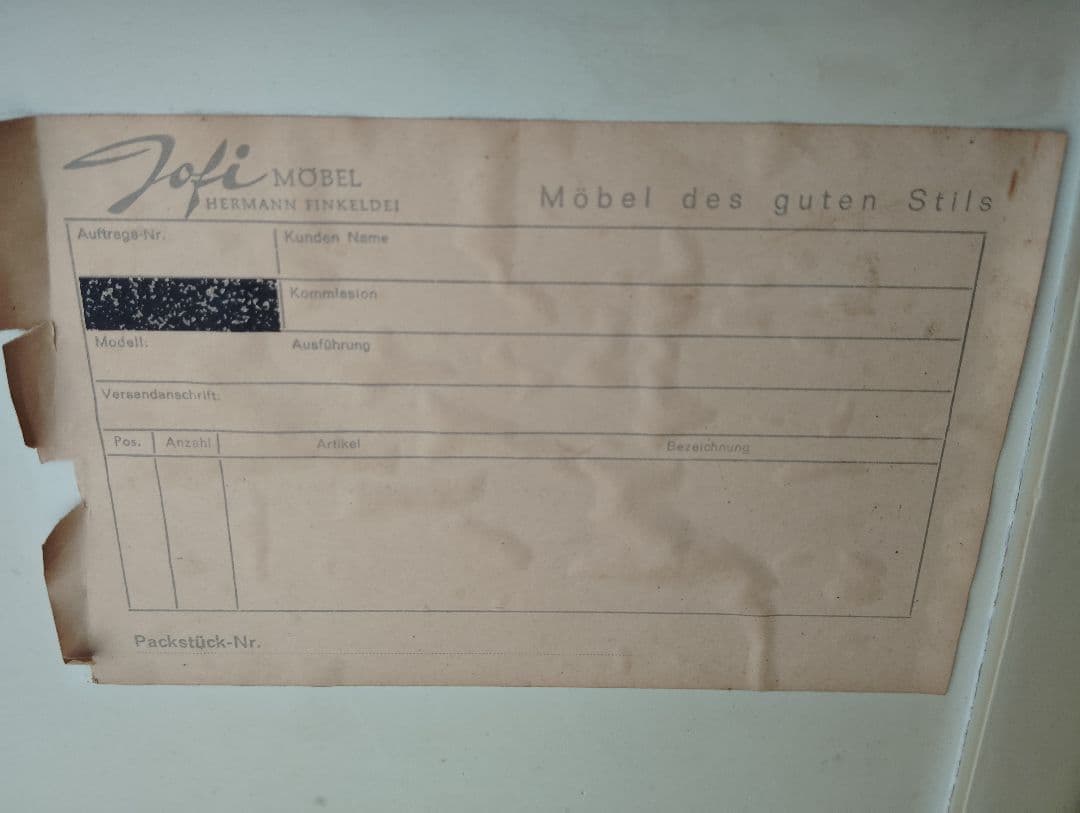 Jofi MÖBEL
HERMANN FINKELDEI
Möbel des guten Stils
Auftrags-Nr.
Kunden Name
Kommission
Modell:
Ausführung
Versandanschrift:
Pos. Anzahl Artikel Bezeichnung
Packstück-Nr.